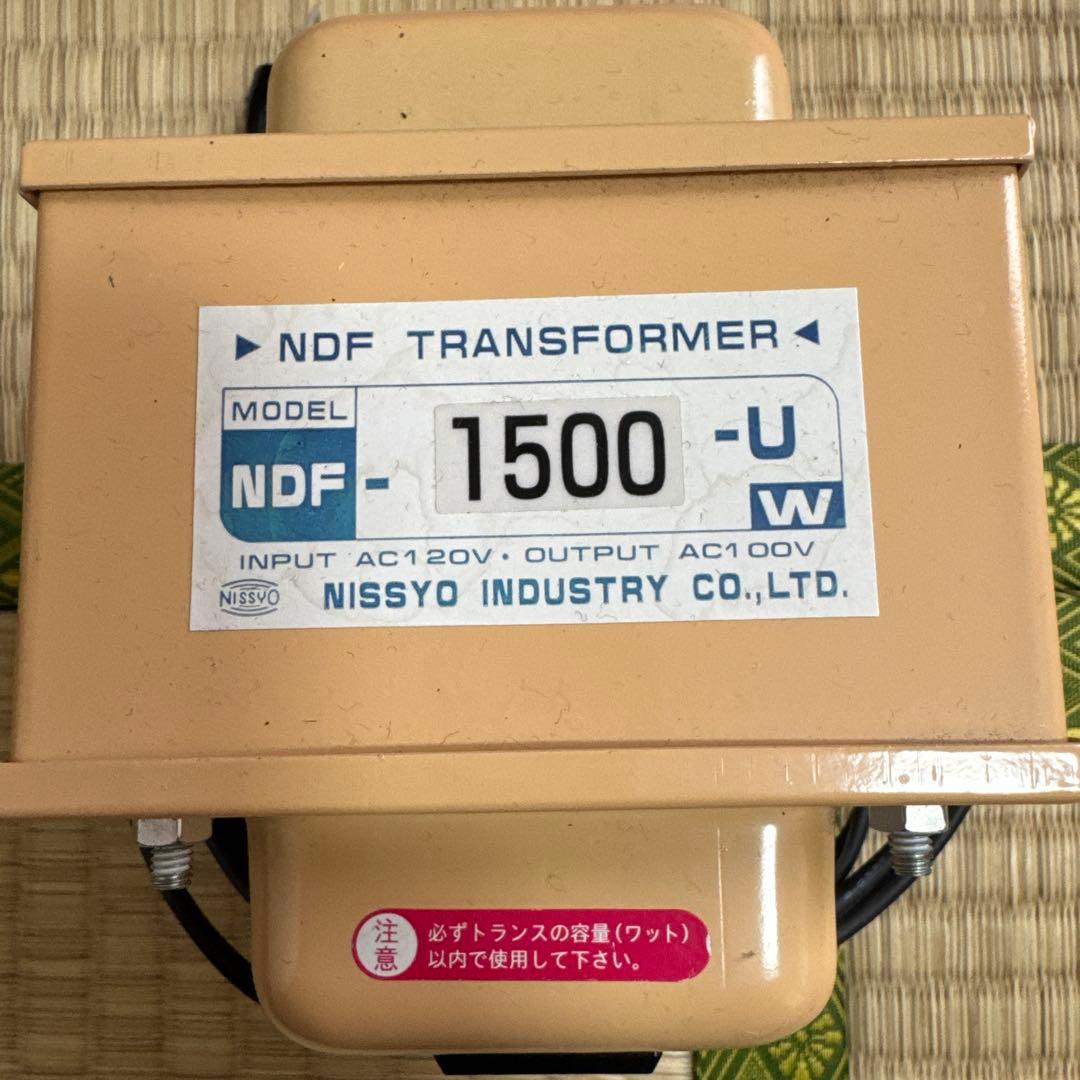 ▶ NDF TRANSFORMER ◀
MODEL
NDF- 1500 -U
W
INPUT AC120V・OUTPUT AC100V
NISSYO NISSYO INDUSTRY CO.,LTD.
注意
必ずトランスの容量(ワット)
以内で使用して下さい。